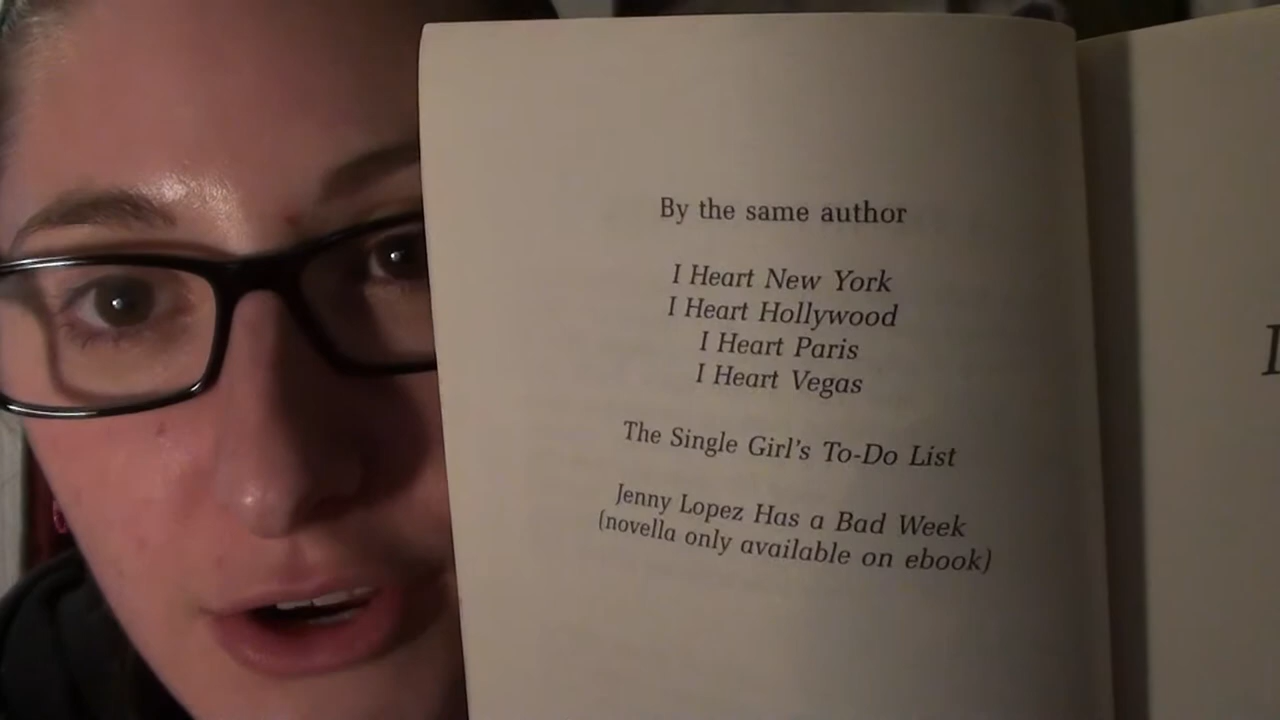 By the same author
I Heart New York
I Heart Hollywood
I Heart Paris
I Heart Vegas
The Single Girl's To-Do List
Jenny Lopez Has a Bad Week
(novella only available on ebook)